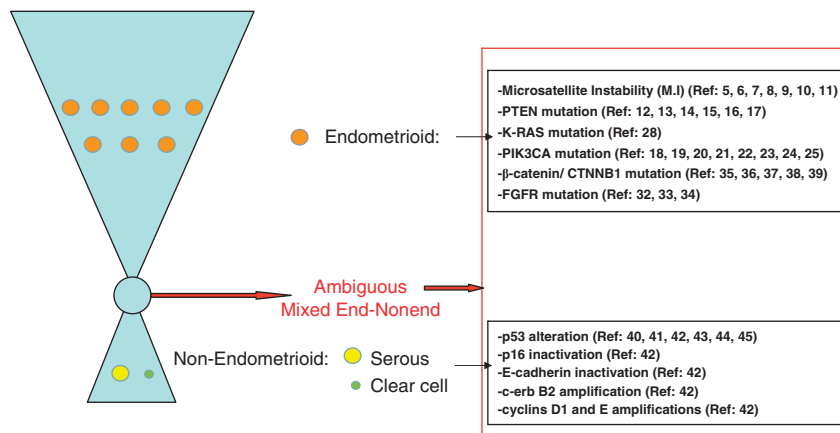 -Microsatellite Instability (M.I) (Ref: 5, 6, 7, 8, 9, 10, 11)
-PTEN mutation (Ref: 12, 13, 14, 15, 16, 17)
Endometrioid:
-K-RAS mutation (Ref: 28)
-PIK3CA mutation (Ref: 18, 19, 20, 21, 22, 23, 24, 25)
-β-catenin/ CTNNB1 mutation (Ref: 35, 36, 37, 38, 39)
-FGFR mutation (Ref: 32, 33, 34)
Ambiguous
Mixed End-Nonend
Non-Endometrioid:
Serous
Clear cell
-p53 alteration (Ref: 40, 41, 42, 43, 44, 45)
-p16 inactivation (Ref: 42)
-E-cadherin inactivation (Ref: 42)
-c-erb B2 amplification (Ref: 42)
-cyclins D1 and E amplifications (Ref: 42)